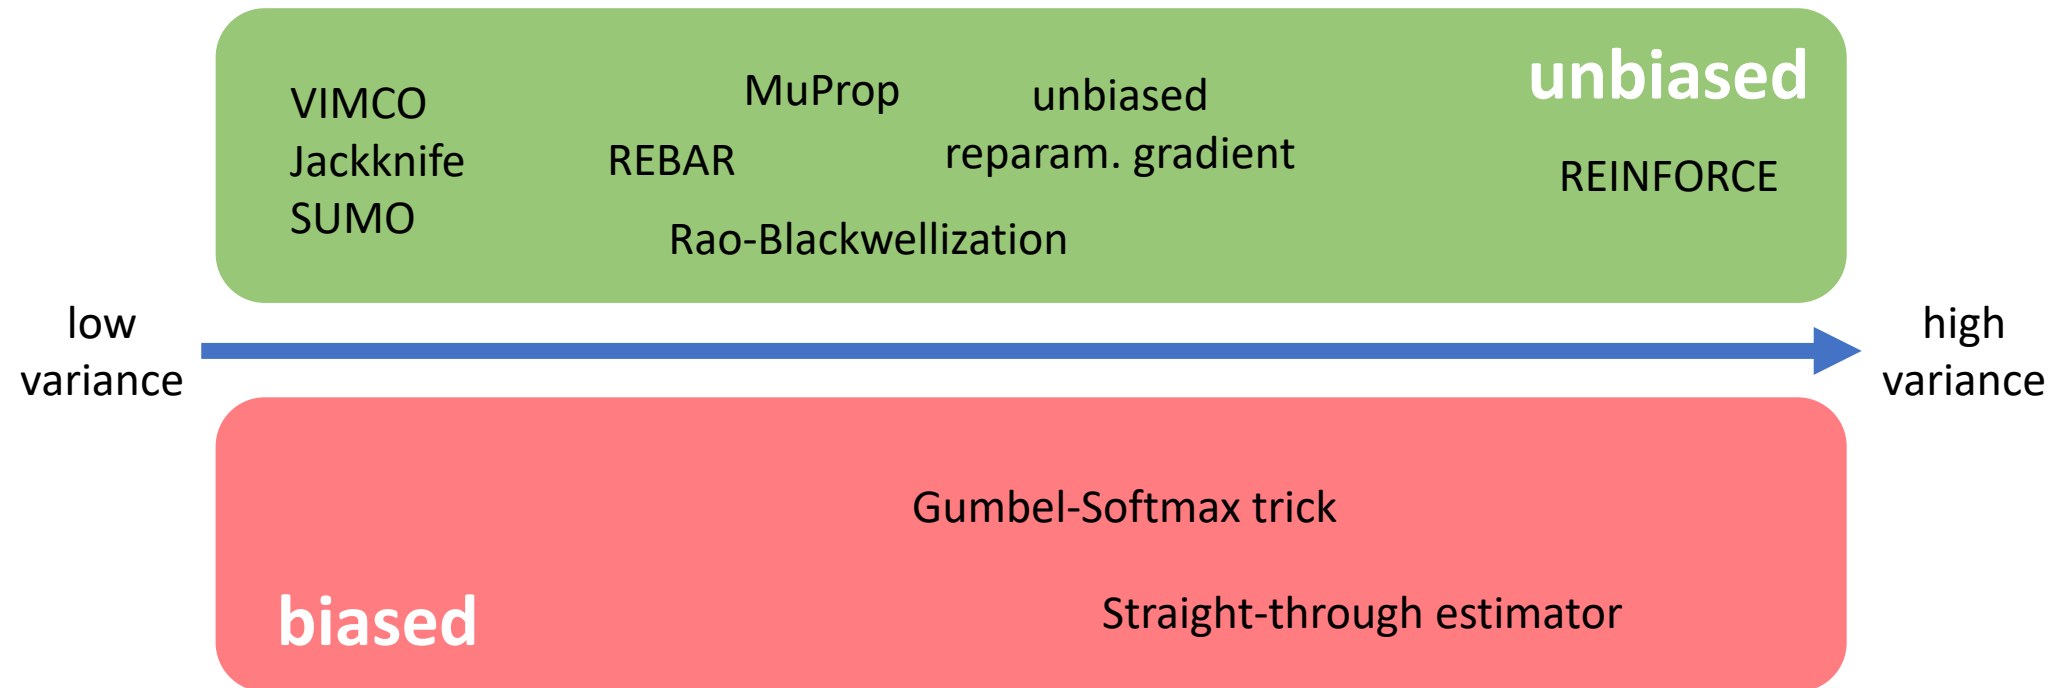 unbiased
VIMCO
Jackknife
SUMO
MuProp
REBAR
unbiased
reparam. gradient
Rao-Blackwellization
REINFORCE
low
variance
high
variance
Gumbel-Softmax trick
Straight-through estimator
biased